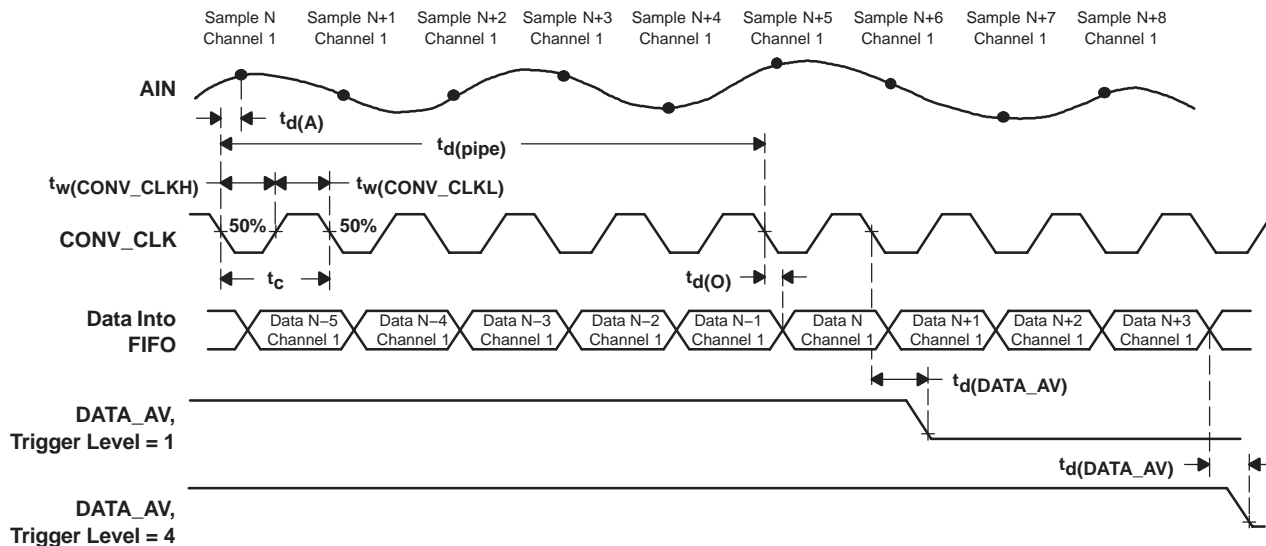 Sample N Sample N+1 Sample N+2 Sample N+3 Sample N+4 Sample N+5 Sample N+6 Sample N+7 Sample N+8
Channel 1 Channel 1 Channel 1 Channel 1 Channel 1 Channel 1 Channel 1 Channel 1 Channel 1
AIN
td(A)
td(pipe)
tw(CONV_CLKH) tw(CONV_CLKL)
50% 50%
CONV_CLK
tc
td(O)
Data Into
FIFO
Data N−5 Data N−4 Data N−3 Data N−2 Data N−1 Data N Data N+1 Data N+2 Data N+3
Channel 1 Channel 1 Channel 1 Channel 1 Channel 1 Channel 1 Channel 1 Channel 1 Channel 1
td(DATA_AV)
DATA_AV,
Trigger Level = 1
td(DATA_AV)
DATA_AV,
Trigger Level = 4